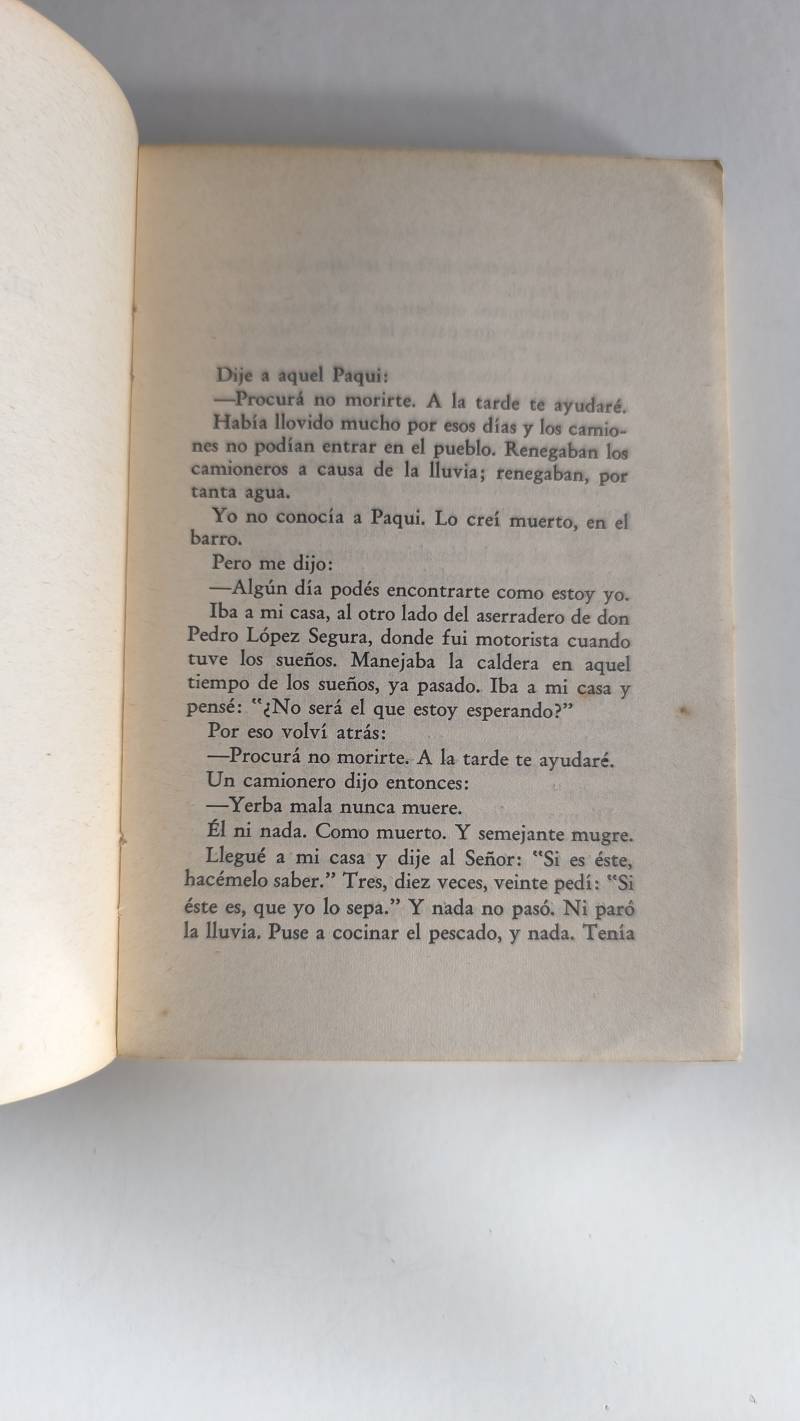 Dije a aquel Paqui:
—Procurá no morirte. A la tarde te ayudaré.
Había llovido mucho por esos días y los camio-
nes no podían entrar en el pueblo. Renegaban los
camioneros a causa de la lluvia; renegaban, por
tanta agua.
Yo no conocía a Paqui. Lo creí muerto, en el
barro.
Pero me dijo:
—Algún día podés encontrarte como estoy yo.
Iba a mi casa, al otro lado del aserradero de don
Pedro López Segura, donde fui motorista cuando
tuve los sueños. Manejaba la caldera en aquel
tiempo de los sueños, ya pasado. Iba a mi casa y
pensé: "¿No será el que estoy esperando?"
Por eso volví atrás:
—Procurá no morirte. A la tarde te ayudaré.
Un camionero dijo entonces:
—Yerba mala nunca muere.
Él ni nada. Como muerto. Y semejante mugre.
Llegué a mi casa y dije al Señor: "Si es éste,
hacémelo saber." Tres, diez veces, veinte pedí: "Si
éste es, que yo lo sepa." Y nada no pasó. Ni paró
la lluvia. Puse a cocinar el pescado, y nada. Tenía